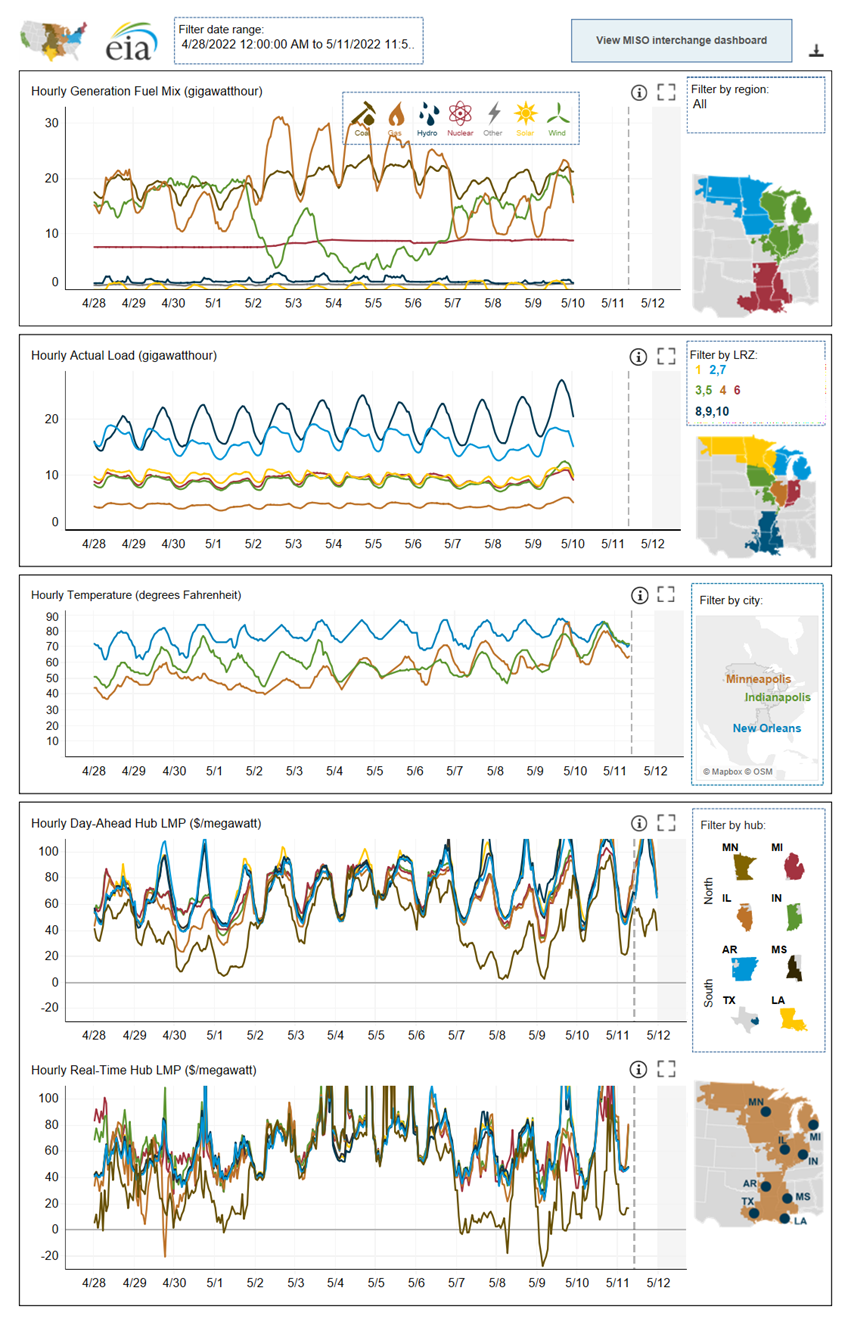 eia
Filter date range:
4/28/2022 12:00:00 AM to 5/11/2022 11:5..
View MISO interchange dashboard
Hourly Generation Fuel Mix (gigawatthour)
Filter by region:
All
Coal Gas Hydro Nuclear Other Solar Wind
30
20
10
0
4/28 4/29 4/30 5/1 5/2 5/3 5/4 5/5 5/6 5/7 5/8 5/9 5/10 5/11 5/12
Hourly Actual Load (gigawatthour)
Filter by LRZ:
1 2,7
3,5 4 6
8,9,10
20
10
0
4/28 4/29 4/30 5/1 5/2 5/3 5/4 5/5 5/6 5/7 5/8 5/9 5/10 5/11 5/12
Hourly Temperature (degrees Fahrenheit)
Filter by city:
90
80
70
60
50
40
30
20
10
Minneapolis
Indianapolis
New Orleans
© Mapbox © OSM
4/28 4/29 4/30 5/1 5/2 5/3 5/4 5/5 5/6 5/7 5/8 5/9 5/10 5/11 5/12
Hourly Day-Ahead Hub LMP ($/megawatt)
Filter by hub:
100
80
60
40
20
0
-20
North
MN MI
IL IN
South
AR MS
TX LA
4/28 4/29 4/30 5/1 5/2 5/3 5/4 5/5 5/6 5/7 5/8 5/9 5/10 5/11 5/12
Hourly Real-Time Hub LMP ($/megawatt)
100
80
60
40
20
0
-20
MN
MI
IL
IN
AR
MS
TX
LA
4/28 4/29 4/30 5/1 5/2 5/3 5/4 5/5 5/6 5/7 5/8 5/9 5/10 5/11 5/12